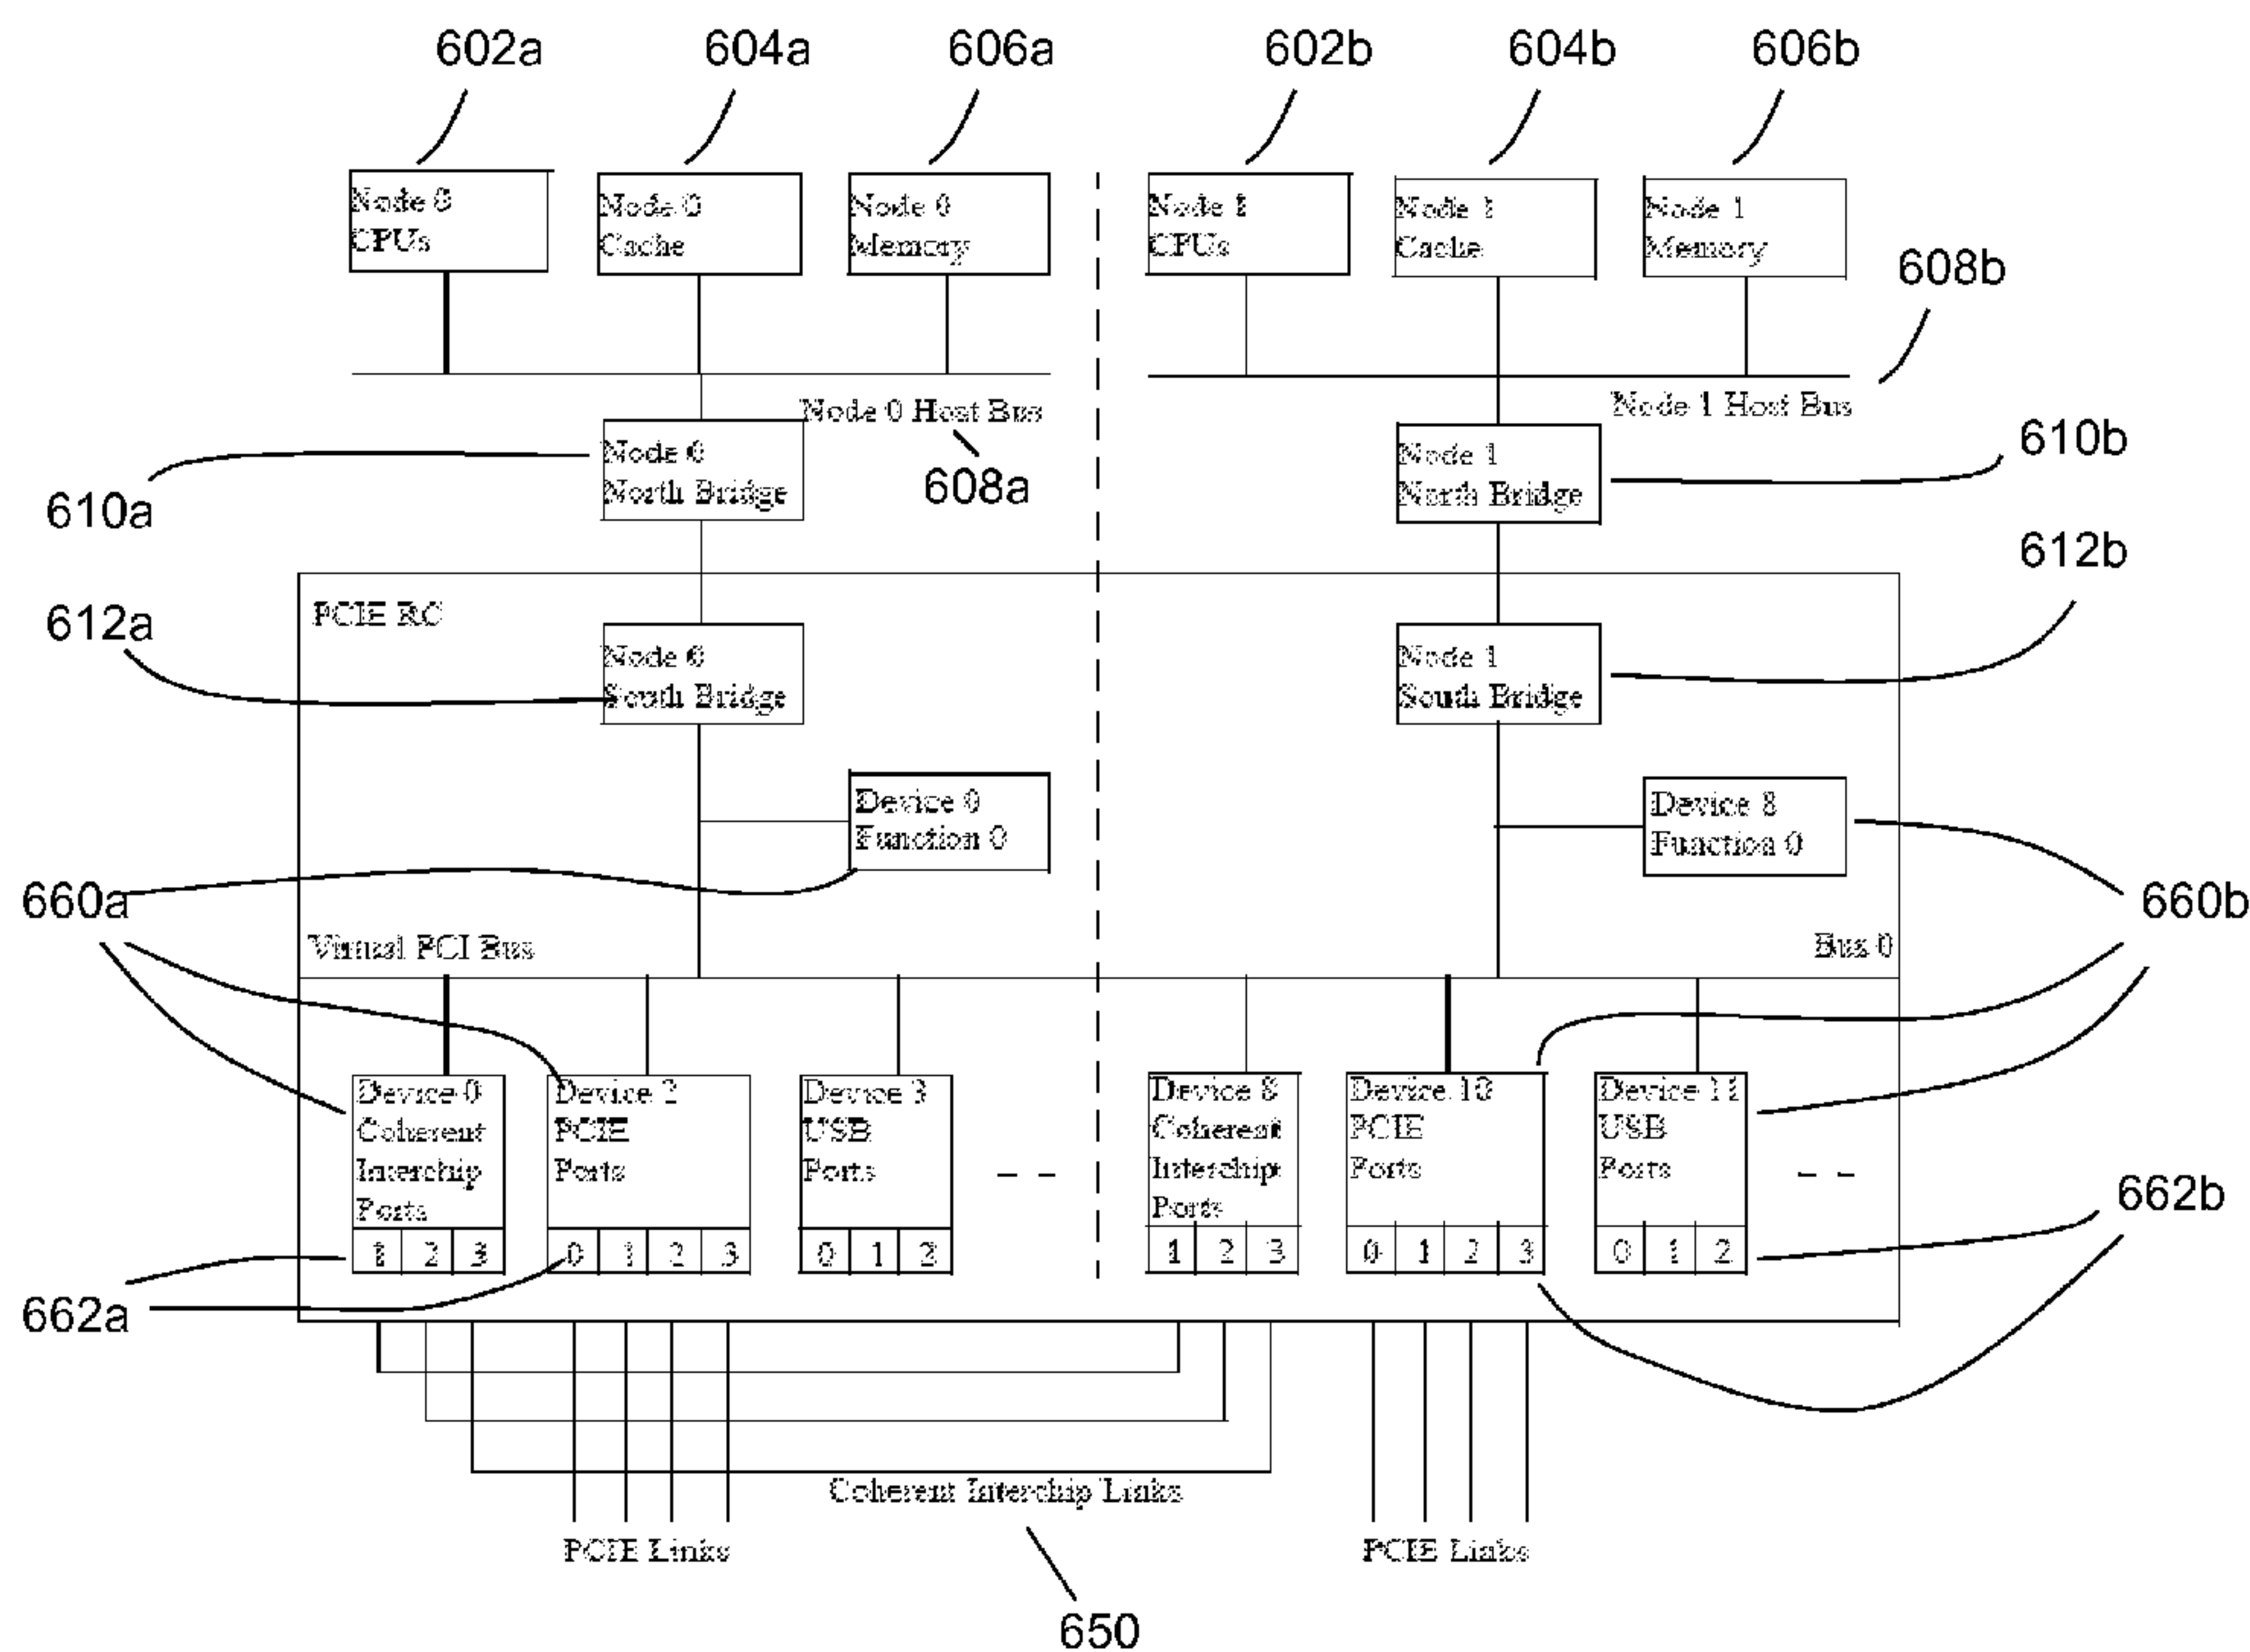 602a
604a
606a
602b
604b
606b
Node 0
CPUs
Node 0
Cache
Node 0
Memory
Node 1
CPUs
Node 1
Cache
Node 1
Memory
608b
Node 0 Host Bus
608a
Node 1 Host Bus
610a
Node 0
North Bridge
Node 1
North Bridge
610b
612b
PCIE RC
612a
Node 0
South Bridge
Node 1
South Bridge
Device 0
Function 0
Device 8
Function 0
660a
660b
Virtual PCI Bus
Bus 0
Device 0
Coherent
Interchip
Ports
1 2 3
Device 2
PCIE
Ports
0 1 2 3
Device 3
USB
Ports
0 1 2
Device 8
Coherent
Interchip
Ports
1 2 3
Device 10
PCIE
Ports
0 1 2 3
Device 11
USB
Ports
0 1 2
662b
662a
Coherent Interchip Links
PCIE Links
PCIE Links
650